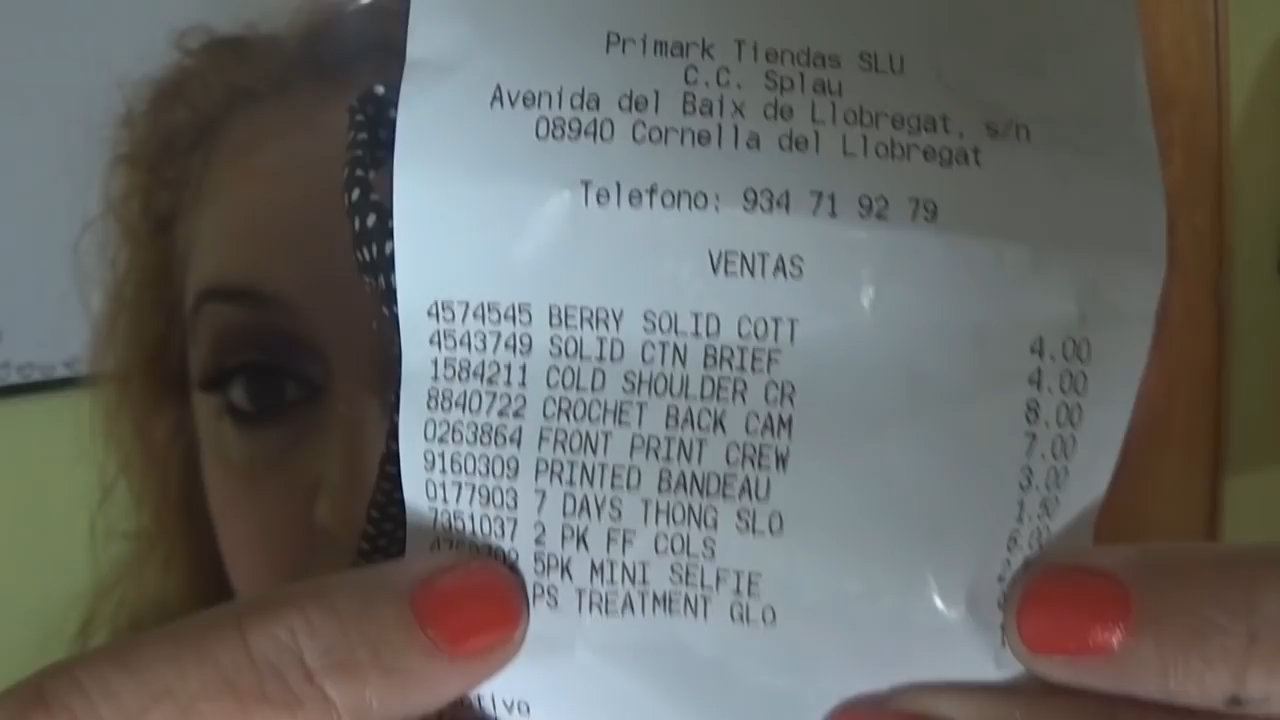 Primark Tiendas SLU
C.C. Splau
Avenida del Baix de Llobregat, s/n
08940 Cornella del Llobregat
Telefono: 934 71 92 79
VENTAS
4574545 BERRY SOLID COTT 4.00
4543749 SOLID CTN BRIEF 4.00
1584211 COLD SHOULDER CR 8.00
8840722 CROCHET BACK CAM 7.00
0263864 FRONT PRINT CREW 3.00
9160309 PRINTED BANDEAU
0177903 7 DAYS THONG SLO
7351037 2 PK FF COLS
5PK MINI SELFIE
PS TREATMENT GLO